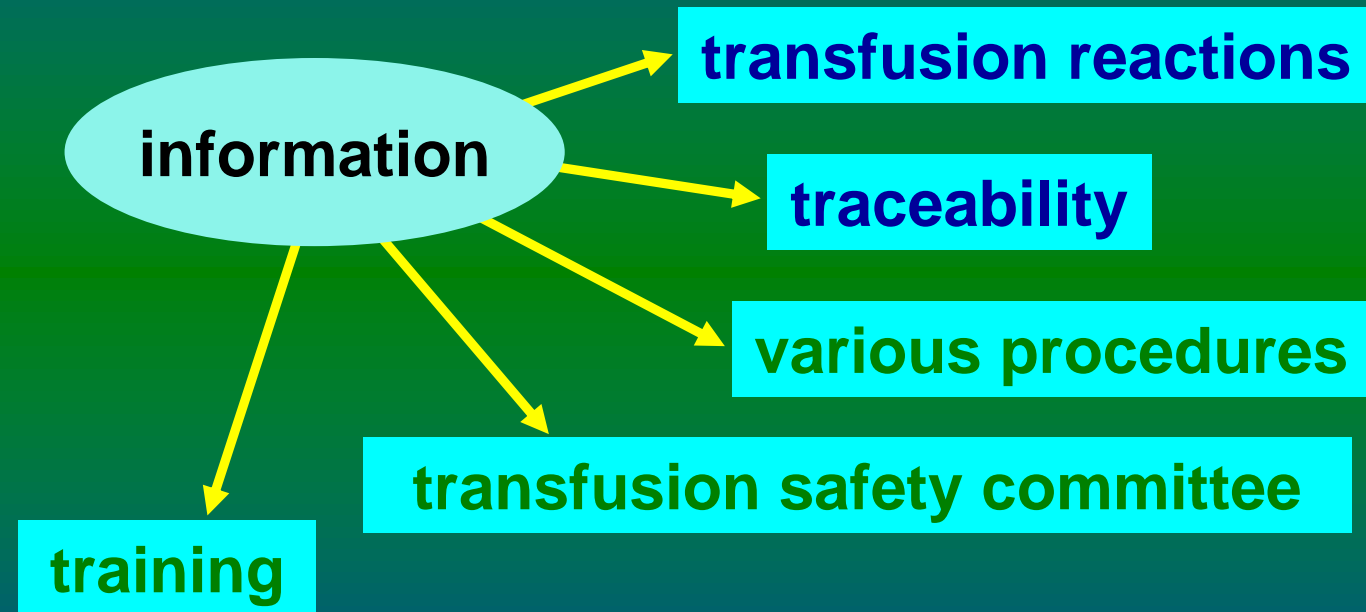 transfusion reactions
information
traceability
various procedures
transfusion safety committee
training